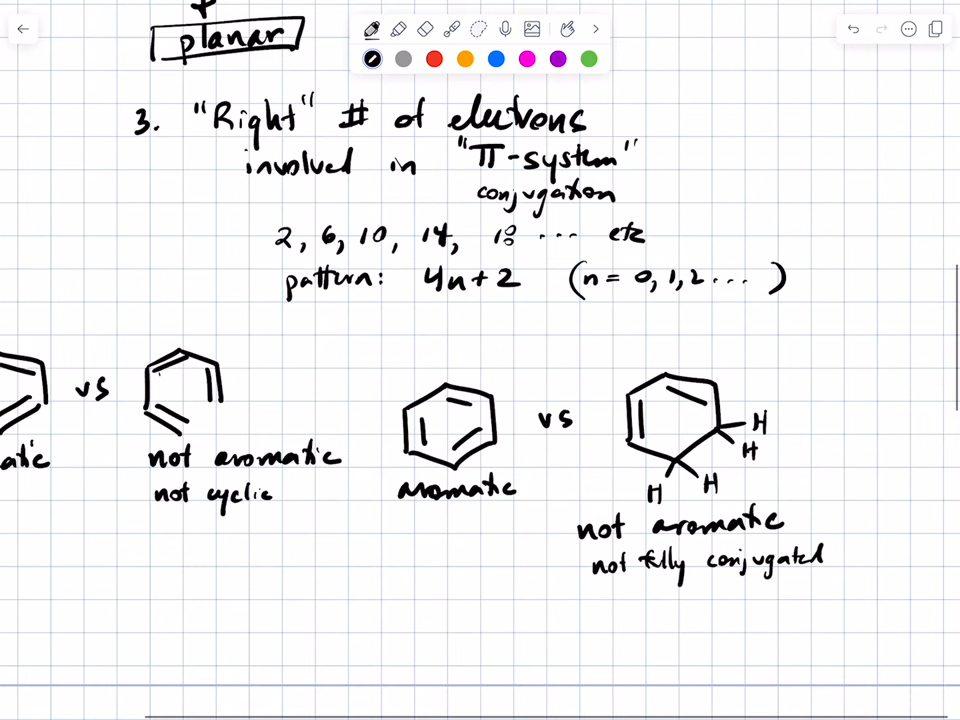 planar
3. "Right" # of electrons
involved in "π-system"
conjugation
2, 6, 10, 14, 18 ... etc
pattern: 4n + 2 (n = 0, 1, 2 ... )
vs
vs
H
H
H
H
atic
not aromatic
not cyclic
aromatic
not aromatic
not fully conjugated